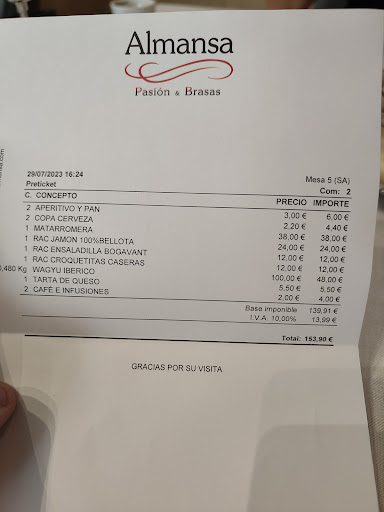 Almansa
Pasión & Brasas
29/07/2023 16:24 Mesa 5 (SA)
Preticket Com: 2
C. CONCEPTO PRECIO IMPORTE
2 APERITIVO Y PAN 3,00 € 6,00 €
2 COPA CERVEZA 2,20 € 4,40 €
1 MATARROMERA 38,00 € 38,00 €
1 RAC JAMON 100%BELLOTA 24,00 € 24,00 €
1 RAC ENSALADILLA BOGAVANT 12,00 € 12,00 €
1 RAC CROQUETITAS CASERAS 12,00 € 12,00 €
0,480 Kg WAGYU IBERICO 100,00 € 48,00 €
1 TARTA DE QUESO 5,50 € 5,50 €
2 CAFÉ E INFUSIONES 2,00 € 4,00 €
Base imponible 139,91 €
I.V.A. 10,00% 13,99 €
Total: 153,90 €
GRACIAS POR SU VISITA